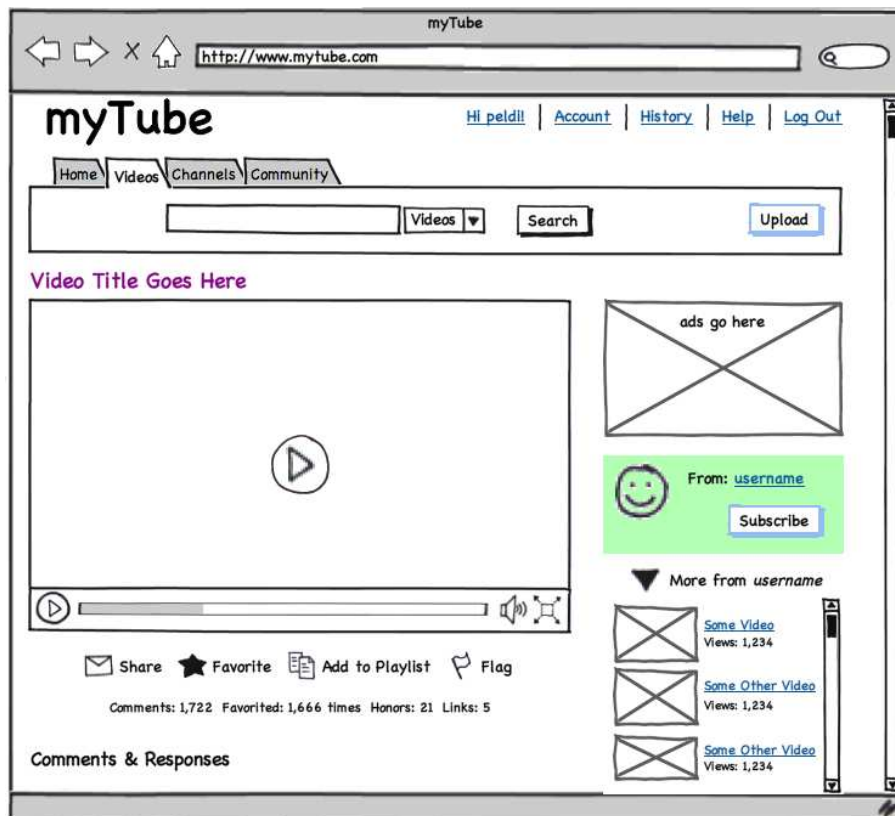 myTube
http://www.mytube.com
myTube
Hi peldi! Account History Help Log Out
Home Videos Channels Community
Videos Search Upload
Video Title Goes Here
ads go here
From: username
Subscribe
More from username
Some Video
Views: 1,234
Some Other Video
Views: 1,234
Some Other Video
Views: 1,234
Share Favorite Add to Playlist Flag
Comments: 1,722 Favorited: 1,666 times Honors: 21 Links: 5
Comments & Responses